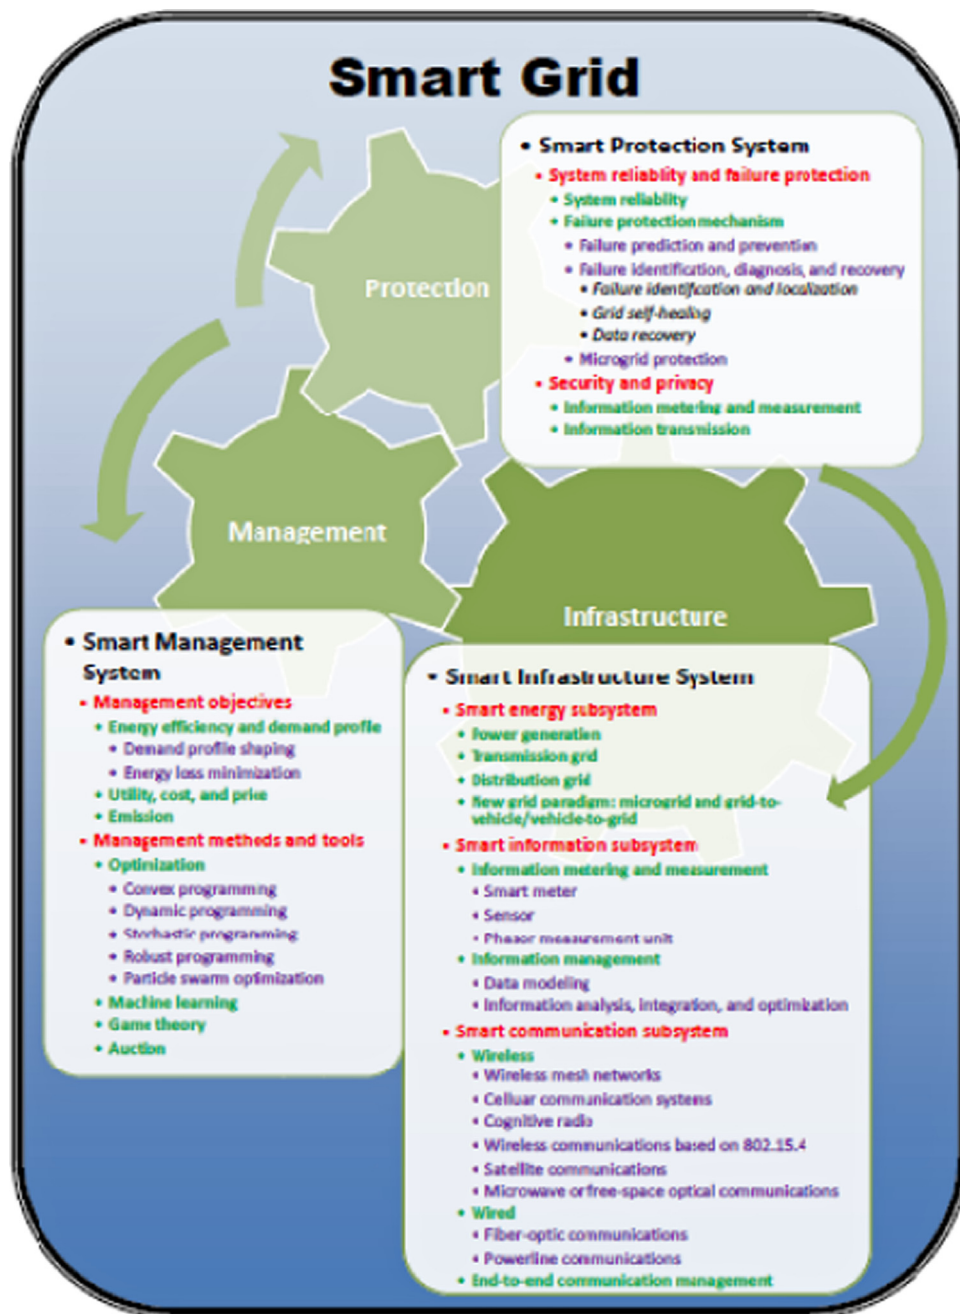 Smart Grid
• Smart Protection System
• System reliablity and failure protection
• System reliablity
• Failure protection mechanism
• Failure prediction and prevention
• Failure identification, diagnosis, and recovery
• Failure identification and localization
• Grid self-healing
• Data recovery
• Microgrid protection
• Security and privacy
• Information metering and measurement
• Information transmission
Protection
Management
Infrastructure
• Smart Management
System
• Management objectives
• Energy efficiency and demand profile
• Demand profile shaping
• Energy loss minimization
• Utility, cost, and price
• Emission
• Management methods and tools
• Optimization
• Convex programming
• Dynamic programming
• Stochastic programming
• Robust programming
• Particle swarm optimization
• Machine learning
• Game theory
• Auction
• Smart Infrastructure System
• Smart energy subsystem
• Power generation
• Transmission grid
• Distribution grid
• New grid paradigm: microgrid and grid-to-
vehicle/vehicle-to-grid
• Smart information subsystem
• Information metering and measurement
• Smart meter
• Sensor
• Phasor measurement unit
• Information management
• Data modeling
• Information analysis, integration, and optimization
• Smart communication subsystem
• Wireless
• Wireless mesh networks
• Celluar communication systems
• Cognitive radio
• Wireless communications based on 802.15.4
• Satellite communications
• Microwave or free-space optical communications
• Wired
• Fiber-optic communications
• Powerline communications
• End-to-end communication management